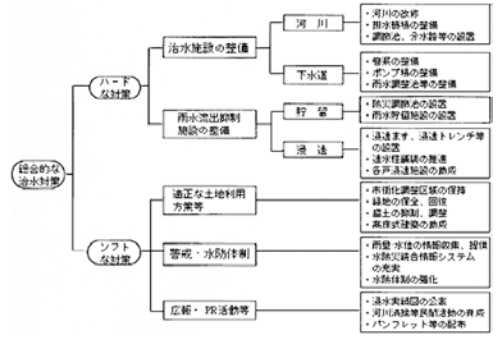 総合的な
治水対策
ハード
な対策
治水施設の整備
河川
・河川の改修
・排水機場の整備
・調節池、分水路等の設置
下水道
・管渠の整備
・ポンプ場の整備
・雨水調整池等の整備
雨水流出抑制
施設の整備
貯留
・防災調節池の設置
・雨水貯留施設の設置
浸透
・浸透ます、浸透トレンチ等
の設置
・透水性舗装の推進
・各戸浸透施設の助成
ソフト
な対策
適正な土地利用
方策等
・市街化調整区域の保持
・緑地の保全、回復
・盛土の抑制、調整
・高床式建築の助成
警戒・水防体制
・雨量・水位の情報収集、提供
・水防災統合情報システム
の充実
・水防体制の強化
広報・PR活動等
・浸水実績図の公表
・河川清掃等民間活動の育成
・パンフレット等の配布